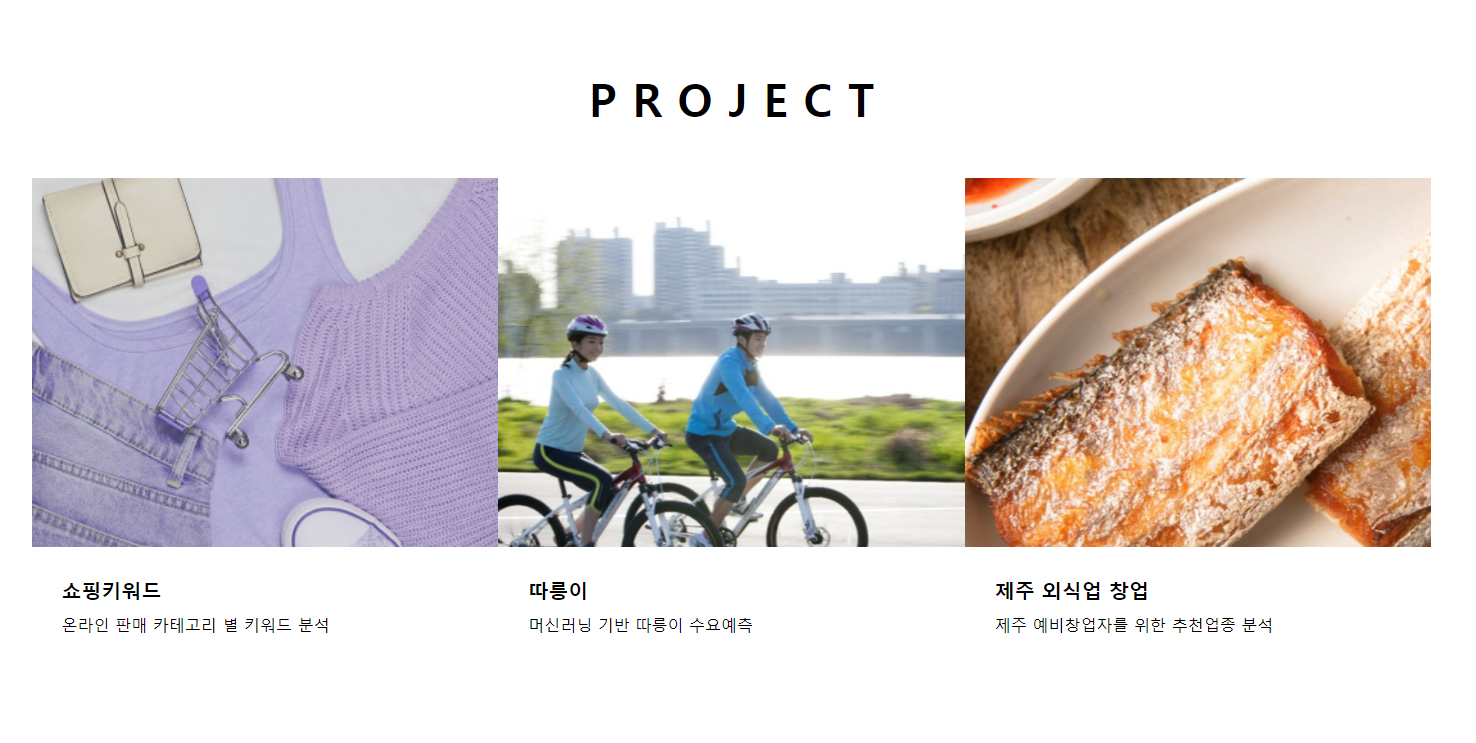 PROJECT
쇼핑키워드
온라인 판매 카테고리 별 키워드 분석
따릉이
머신러닝 기반 따릉이 수요예측
제주 외식업 창업
제주 예비창업자를 위한 추천업종 분석